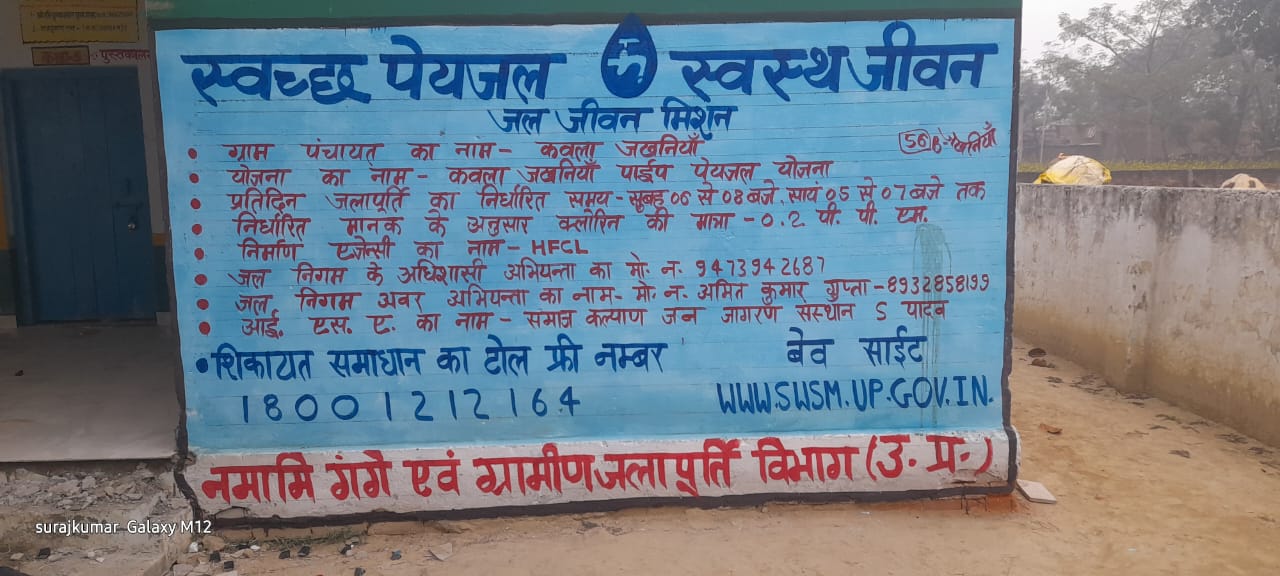 पुस्तकालय
स्वच्छ पेयजल स्वस्थ जीवन
जल जीवन मिशन
• ग्राम पंचायत का नाम - कवला जखनियाँ
• योजना का नाम - कवला जखनियाँ पाईप पेयजल योजना
• प्रतिदिन जलापूर्ति का निर्धारित समय - सुबह 06 से 08 बजे, सायं 05 से 07 बजे तक
• निर्धारित मानक के अनुसार क्लोरिन की मात्रा - 0.2 पी. पी. एम.
• निर्माण एजेन्सी का नाम - HFCL
• जल निगम के अधिशासी अभियन्ता का मो. न. 9473942687
• जल निगम अवर अभियन्ता का नाम - मो. न. अमित कुमार गुप्ता - 8932858199
• आई. एस. ए. का नाम - समाज कल्याण जन जागरण संस्थान S यादव
• शिकायत समाधान का टोल फ्री नम्बर
18001212164
बेव साईट
WWW.SWSM.UP.GOV.IN.
नमामि गंगे एवं ग्रामीण जलापूर्ति विभाग (उ. प्र.)
surajkumar Galaxy M12